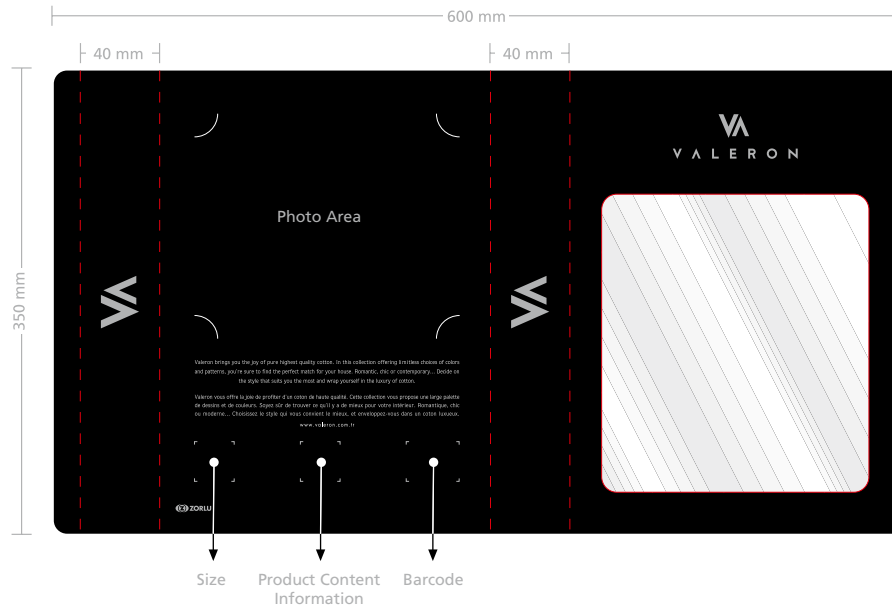 600 mm
40 mm
40 mm
350 mm
VALERON
Photo Area
Valeron brings you the joy of pure highest quality cotton. In this collection offering limitless choices of colors
and patterns, you're sure to find the perfect match for your house. Romantic, chic or contemporary... Decide on
the style that suits you the most and wrap yourself in the luxury of cotton.
Valeron vous offre la joie de profiter d'un coton de haute qualité. Cette collection vous propose une large palette
de dessins et de couleurs. Soyez sûr de trouver ce qu'il y a de mieux pour votre intérieur. Romantique, chic
ou moderne... Choisissez le style qui vous convient le mieux, et enveloppez-vous dans un coton luxueux.
www.valeron.com.tr
ZORLU
Size
Product Content
Information
Barcode